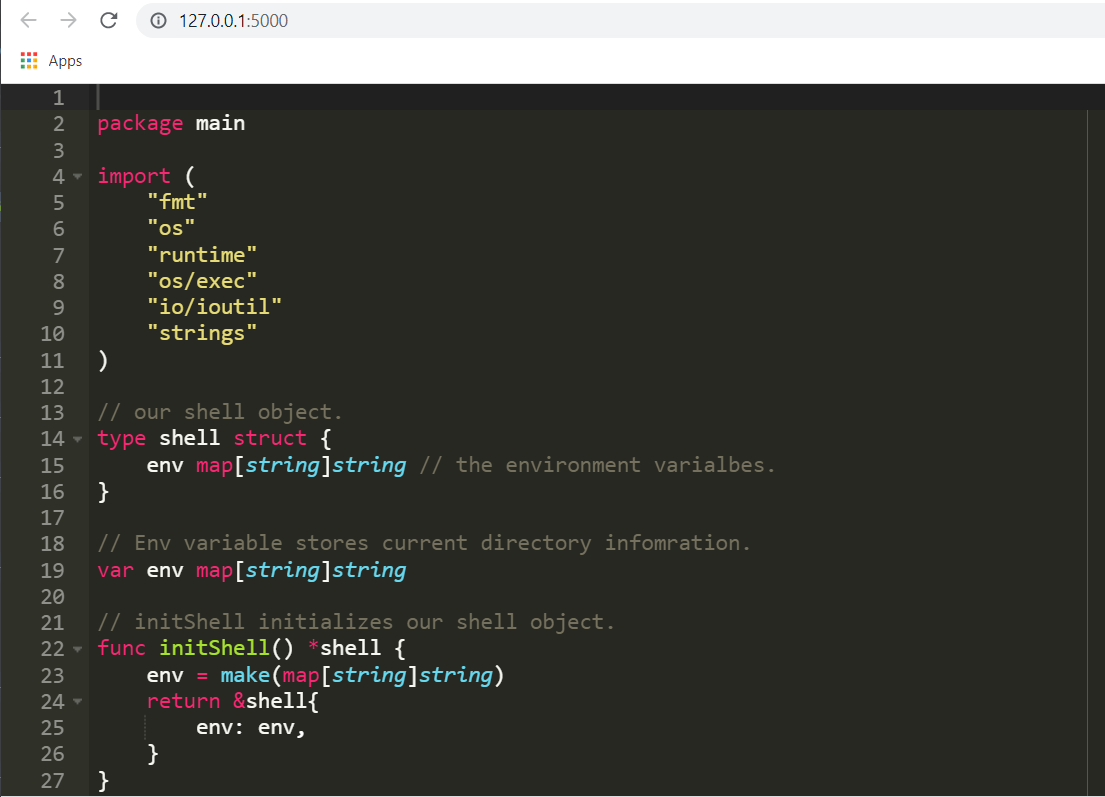 127.0.0.1:5000
Apps
1
2 package main
3
4 import (
5 "fmt"
6 "os"
7 "runtime"
8 "os/exec"
9 "io/ioutil"
10 "strings"
11 )
12
13 // our shell object.
14 type shell struct {
15 env map[string]string // the environment varialbes.
16 }
17
18 // Env variable stores current directory infomration.
19 var env map[string]string
20
21 // initShell initializes our shell object.
22 func initShell() *shell {
23 env = make(map[string]string)
24 return &shell{
25 env: env,
26 }
27 }